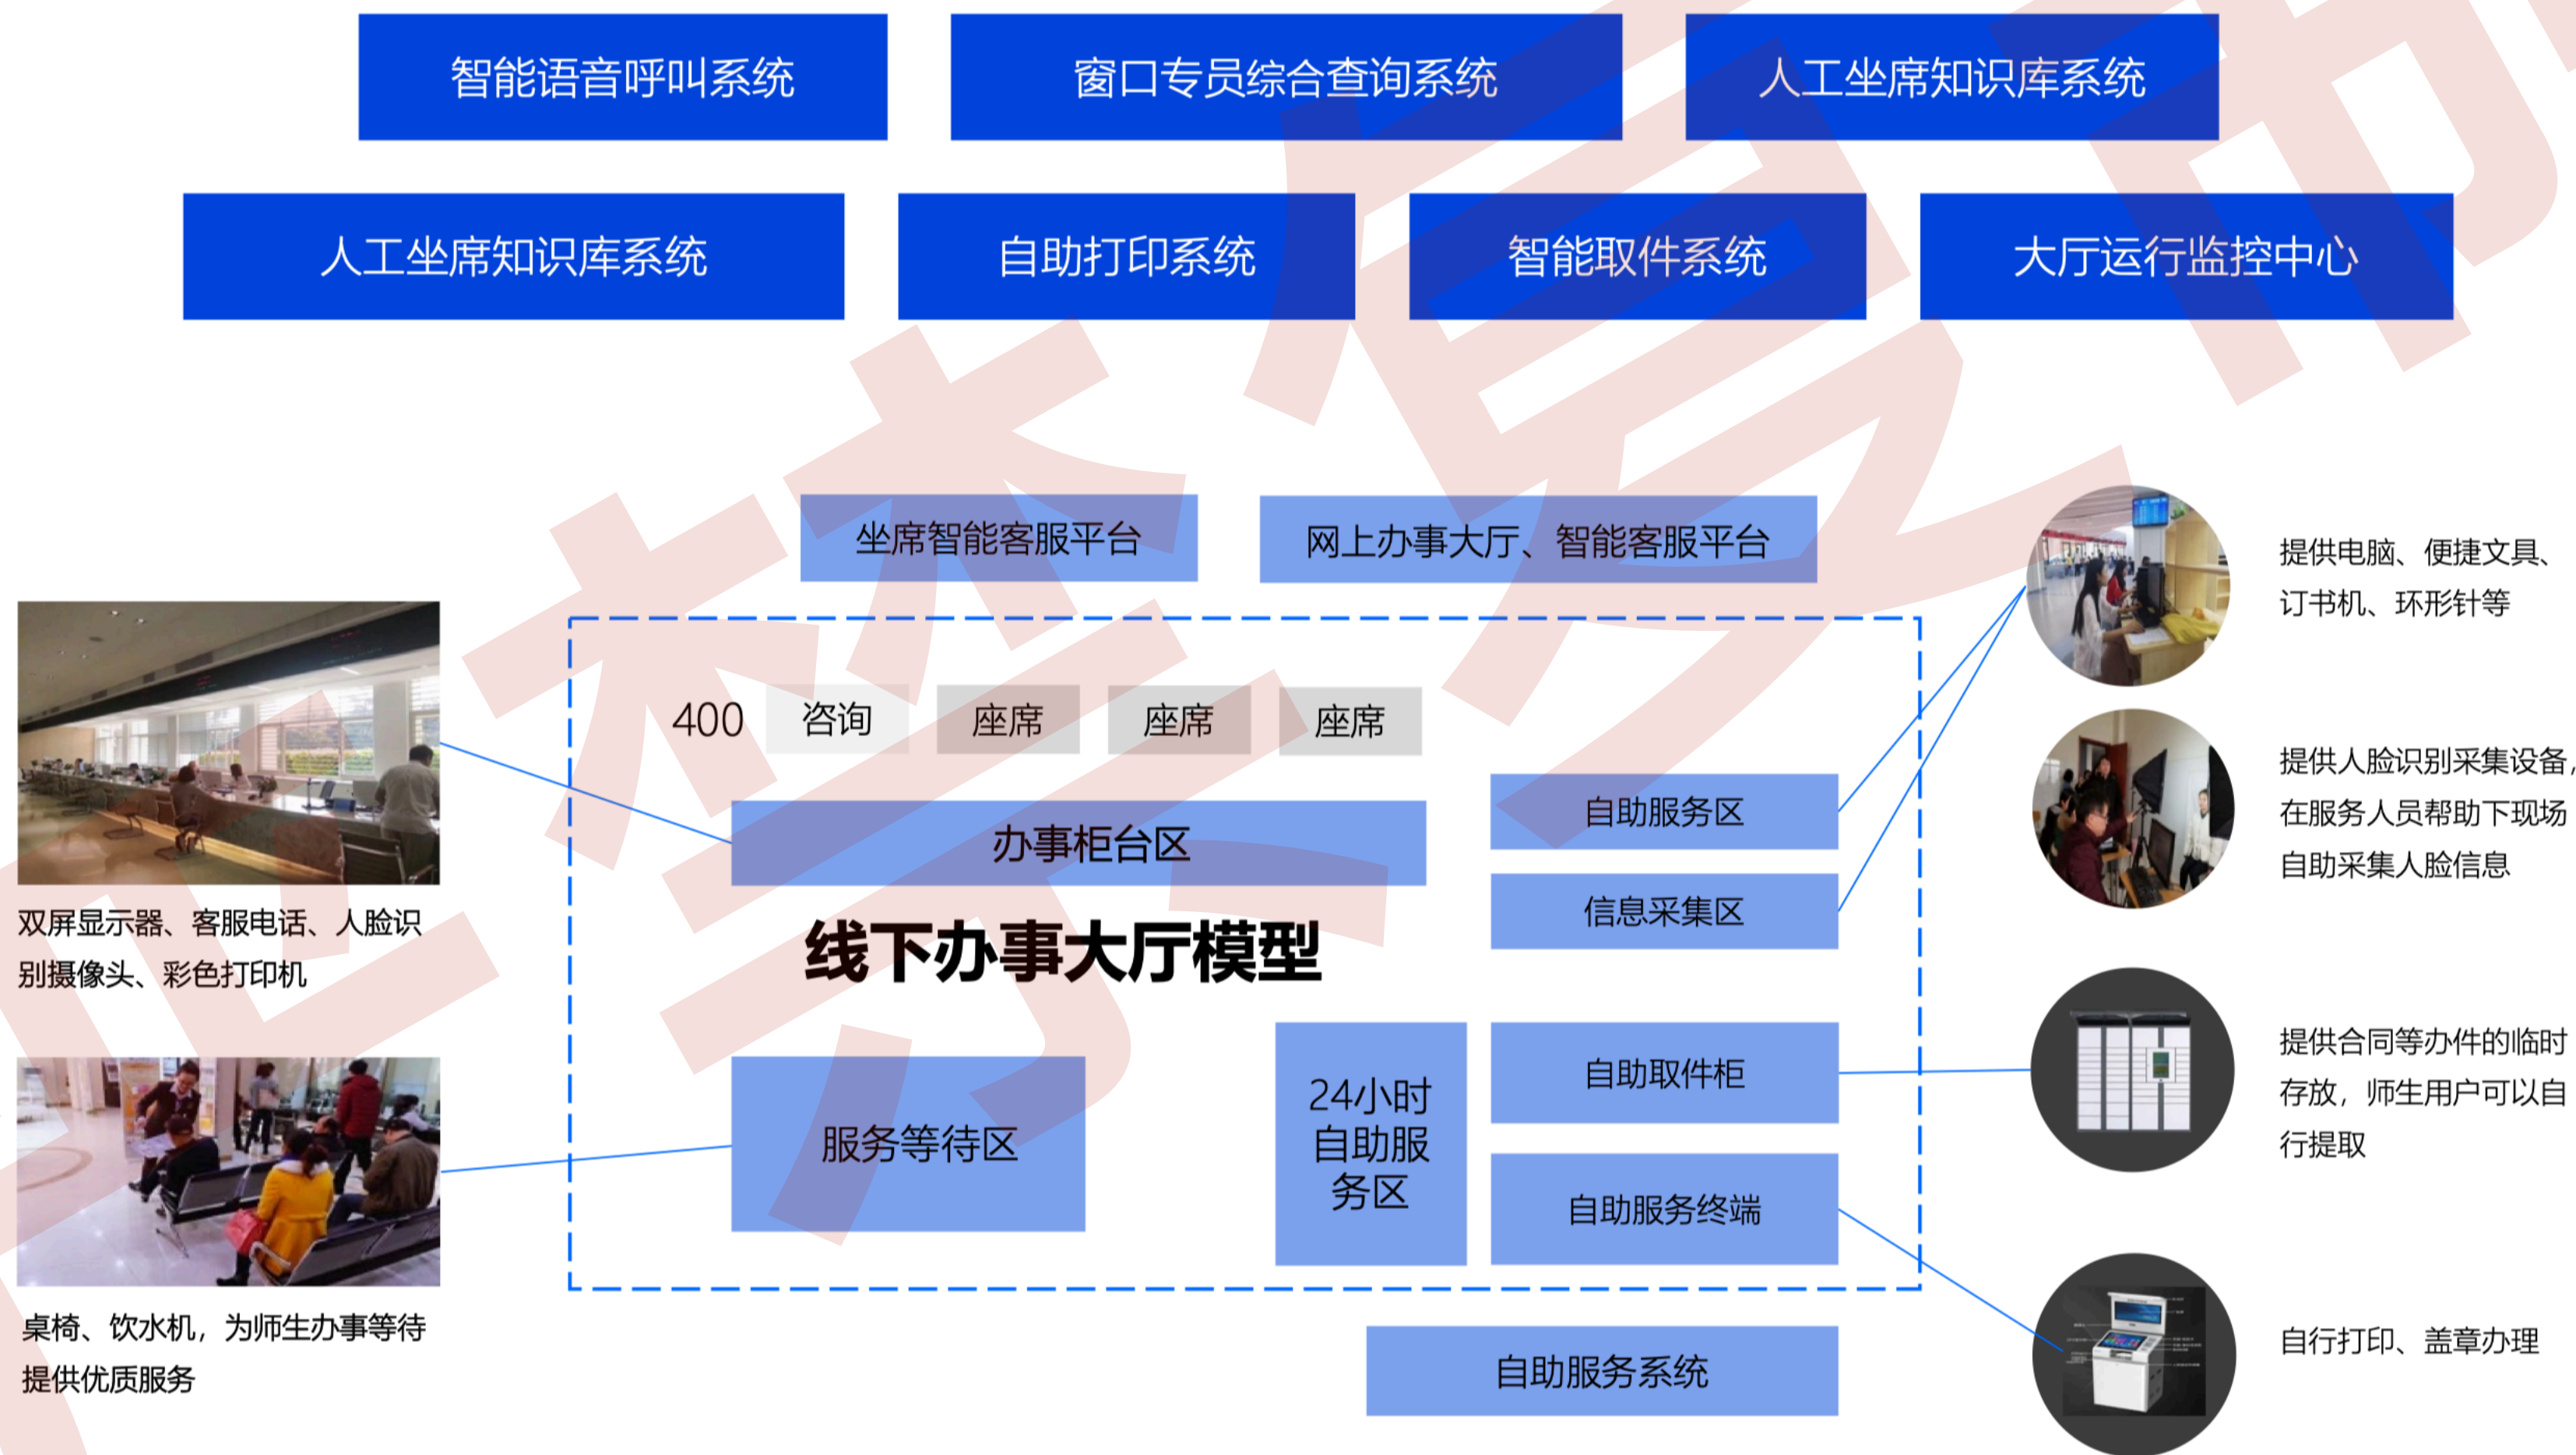 智能语音呼叫系统
窗口专员综合查询系统
人工坐席知识库系统
人工坐席知识库系统
自助打印系统
智能取件系统
大厅运行监控中心
坐席智能客服平台
网上办事大厅、智能客服平台
提供电脑、便捷文具、
订书机、环形针等
400
咨询
座席
座席
座席
办事柜台区
自助服务区
信息采集区
提供人脸识别采集设备,
在服务人员帮助下现场
自助采集人脸信息
双屏显示器、客服电话、人脸识
别摄像头、彩色打印机
线下办事大厅模型
服务等待区
24小时
自助服
务区
自助取件柜
自助服务终端
提供合同等办件的临时
存放，师生用户可以自
行提取
桌椅、饮水机，为师生办事等待
提供优质服务
自助服务系统
自行打印、盖章办理